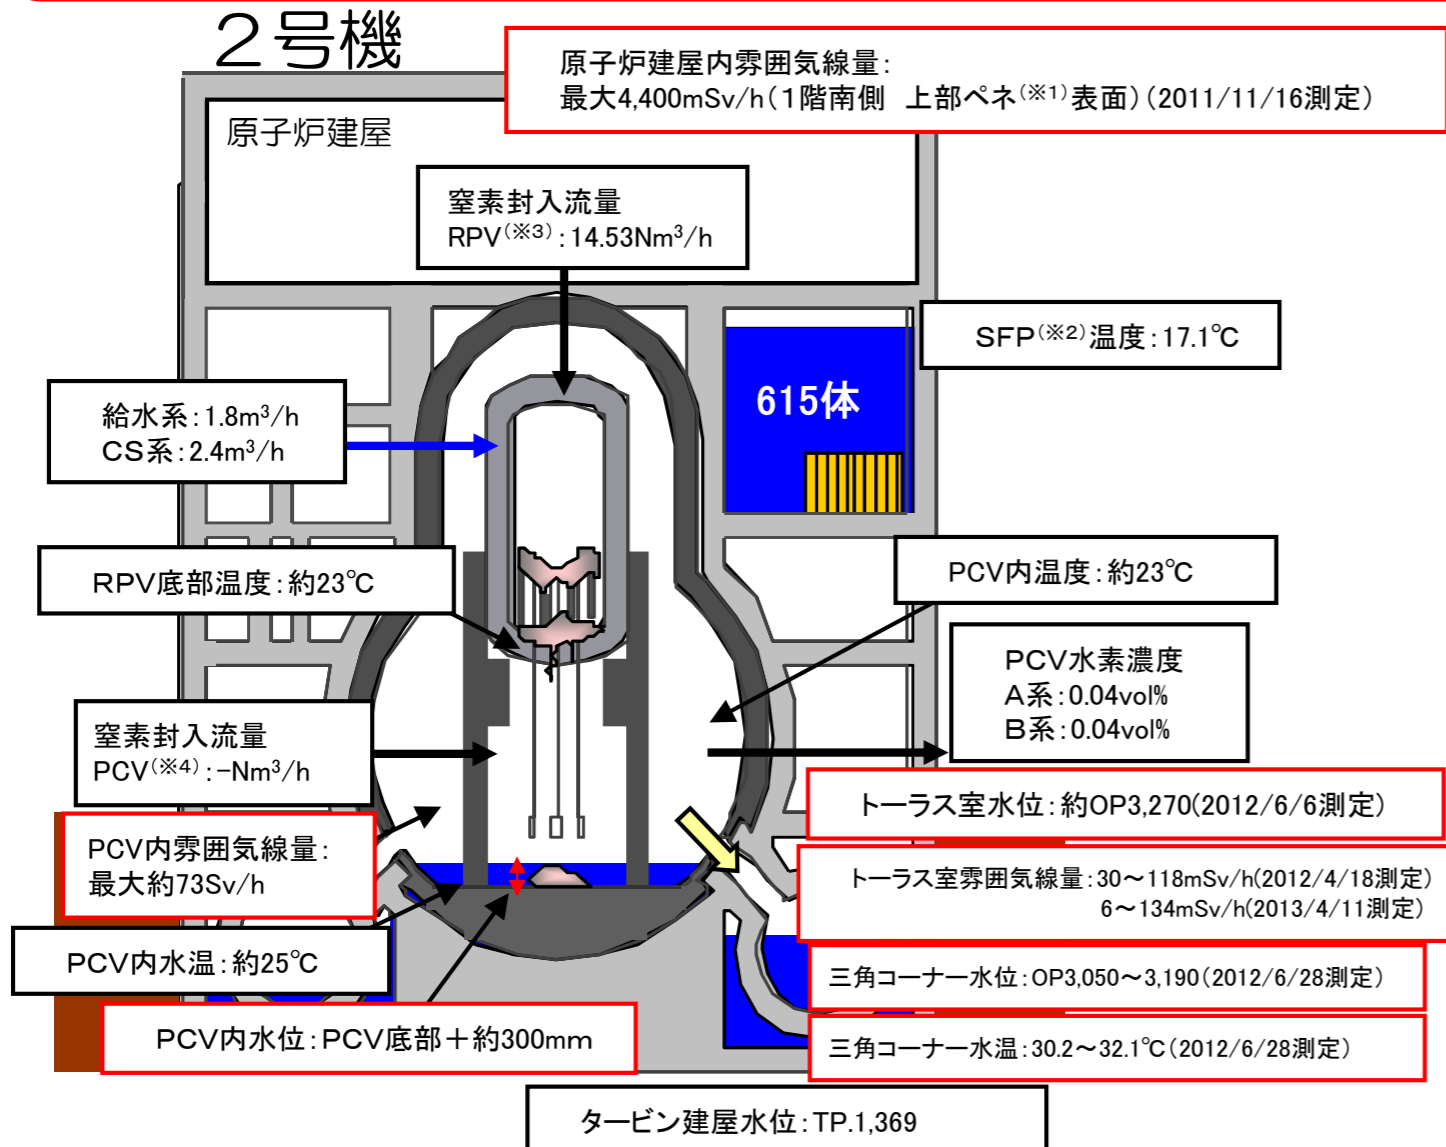 2号機
原子炉建屋内雰囲気線量:
最大4,400mSv/h(1階南側 上部ペネ(※1)表面)(2011/11/16測定)
原子炉建屋
窒素封入流量
RPV(※3):14.53Nm³/h
SFP(※2)温度:17.1℃
615体
給水系:1.8m³/h
CS系:2.4m³/h
RPV底部温度:約23℃
PCV内温度:約23℃
PCV水素濃度
A系:0.04vol%
B系:0.04vol%
窒素封入流量
PCV(※4):-Nm³/h
トーラス室水位:約OP3,270(2012/6/6測定)
PCV内雰囲気線量:
最大約73Sv/h
トーラス室雰囲気線量:30~118mSv/h(2012/4/18測定)
6~134mSv/h(2013/4/11測定)
PCV内水温:約25℃
三角コーナー水位:OP3,050~3,190(2012/6/28測定)
PCV内水位:PCV底部+約300mm
三角コーナー水温:30.2~32.1℃(2012/6/28測定)
タービン建屋水位:TP.1,369